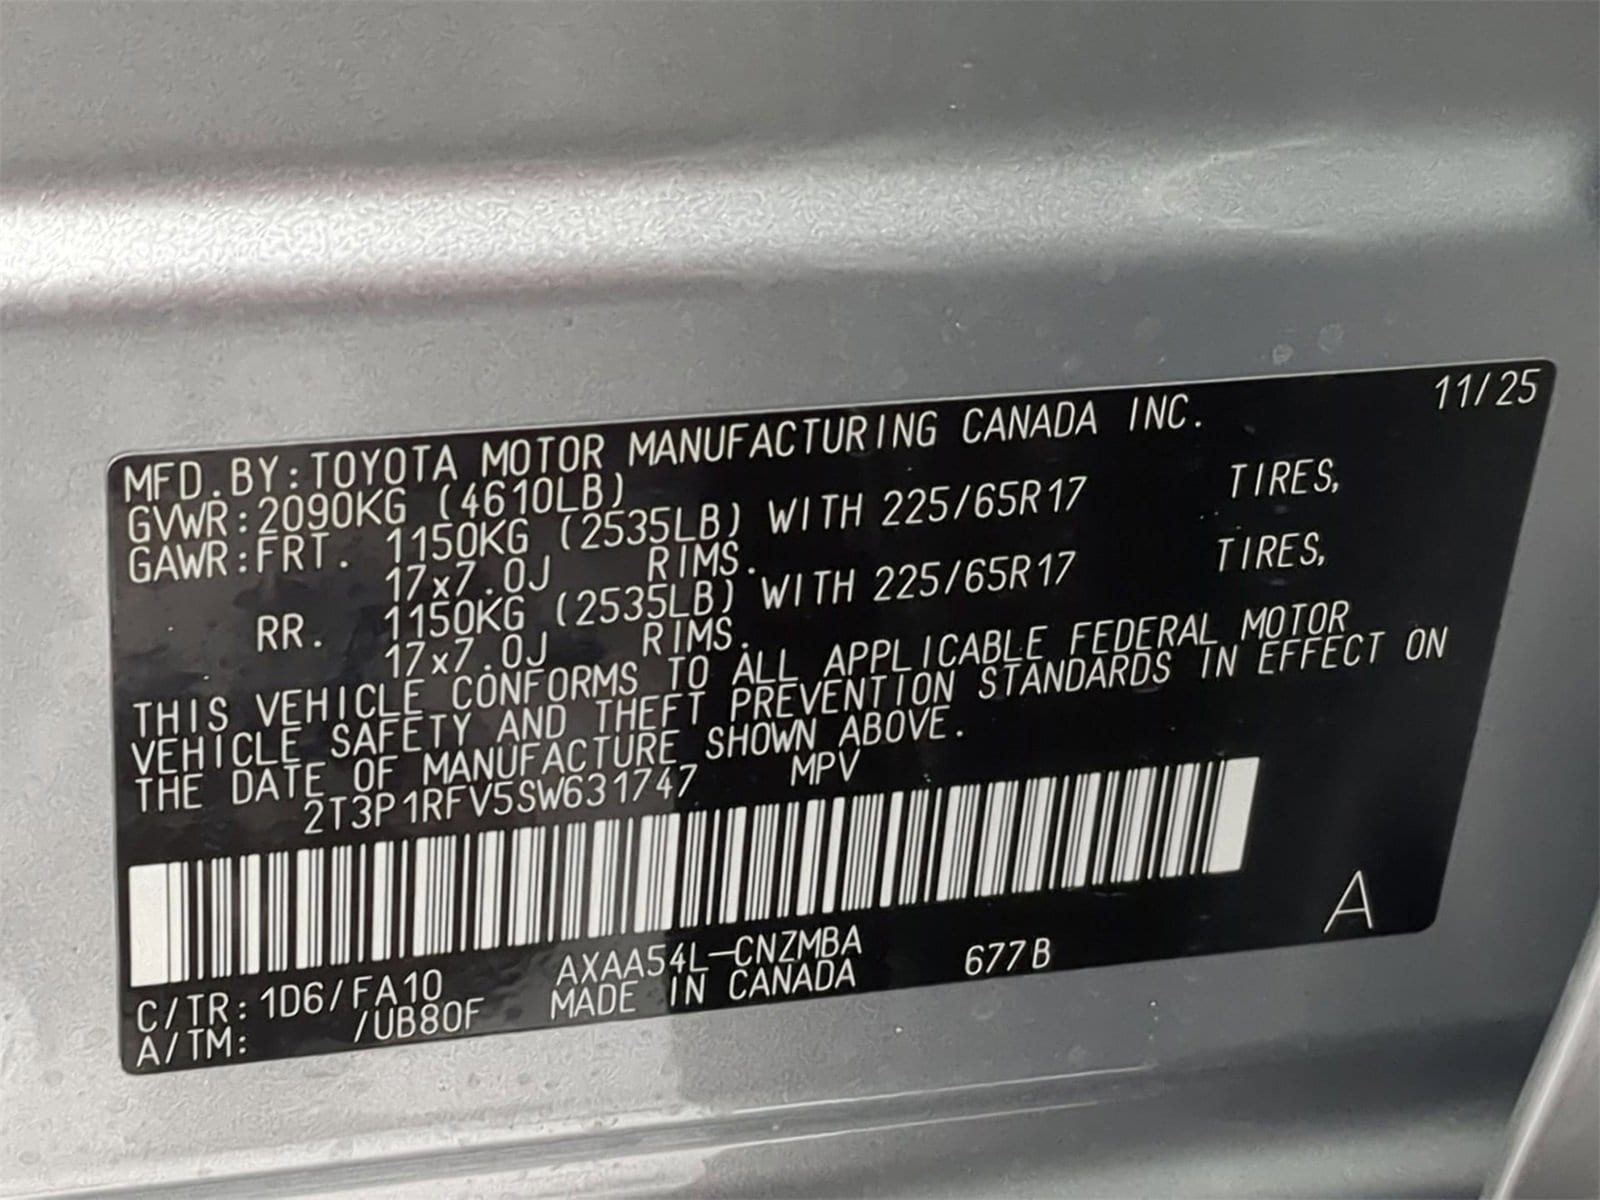 MFD.BY:TOYOTA MOTOR MANUFACTURING CANADA INC. 11/25
GVWR:2090KG (4610LB)
GAWR:FRT. 1150KG (2535LB) WITH 225/65R17 TIRES,
17x7.0J RIMS.
RR. 1150KG (2535LB) WITH 225/65R17 TIRES,
17x7.0J RIMS.
THIS VEHICLE CONFORMS TO ALL APPLICABLE FEDERAL MOTOR
VEHICLE SAFETY AND THEFT PREVENTION STANDARDS IN EFFECT ON
THE DATE OF MANUFACTURE SHOWN ABOVE.
2T3P1RFV5SW631747 MPV
A
C/TR:1D6/FA10 AXAA54L-CNZMBA 677B
A/TM: /UB80F MADE IN CANADA